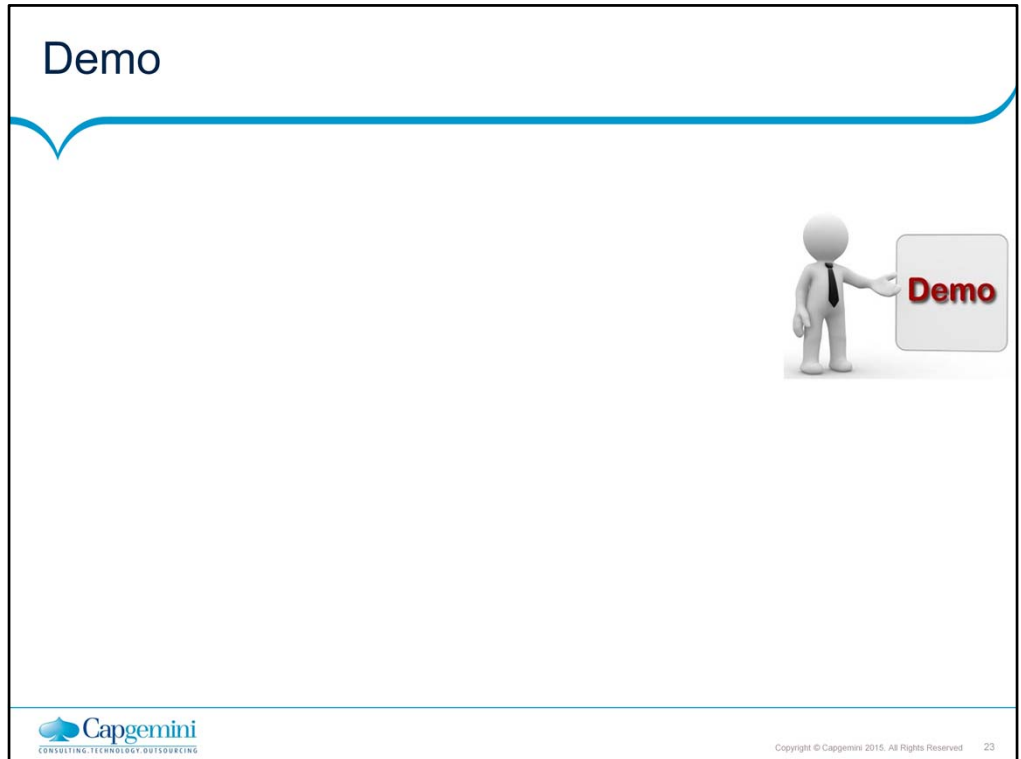 Demo
Demo
Capgemini
CONSULTING.TECHNOLOGY.OUTSOURCING
Copyright © Capgemini 2015. All Rights Reserved 23